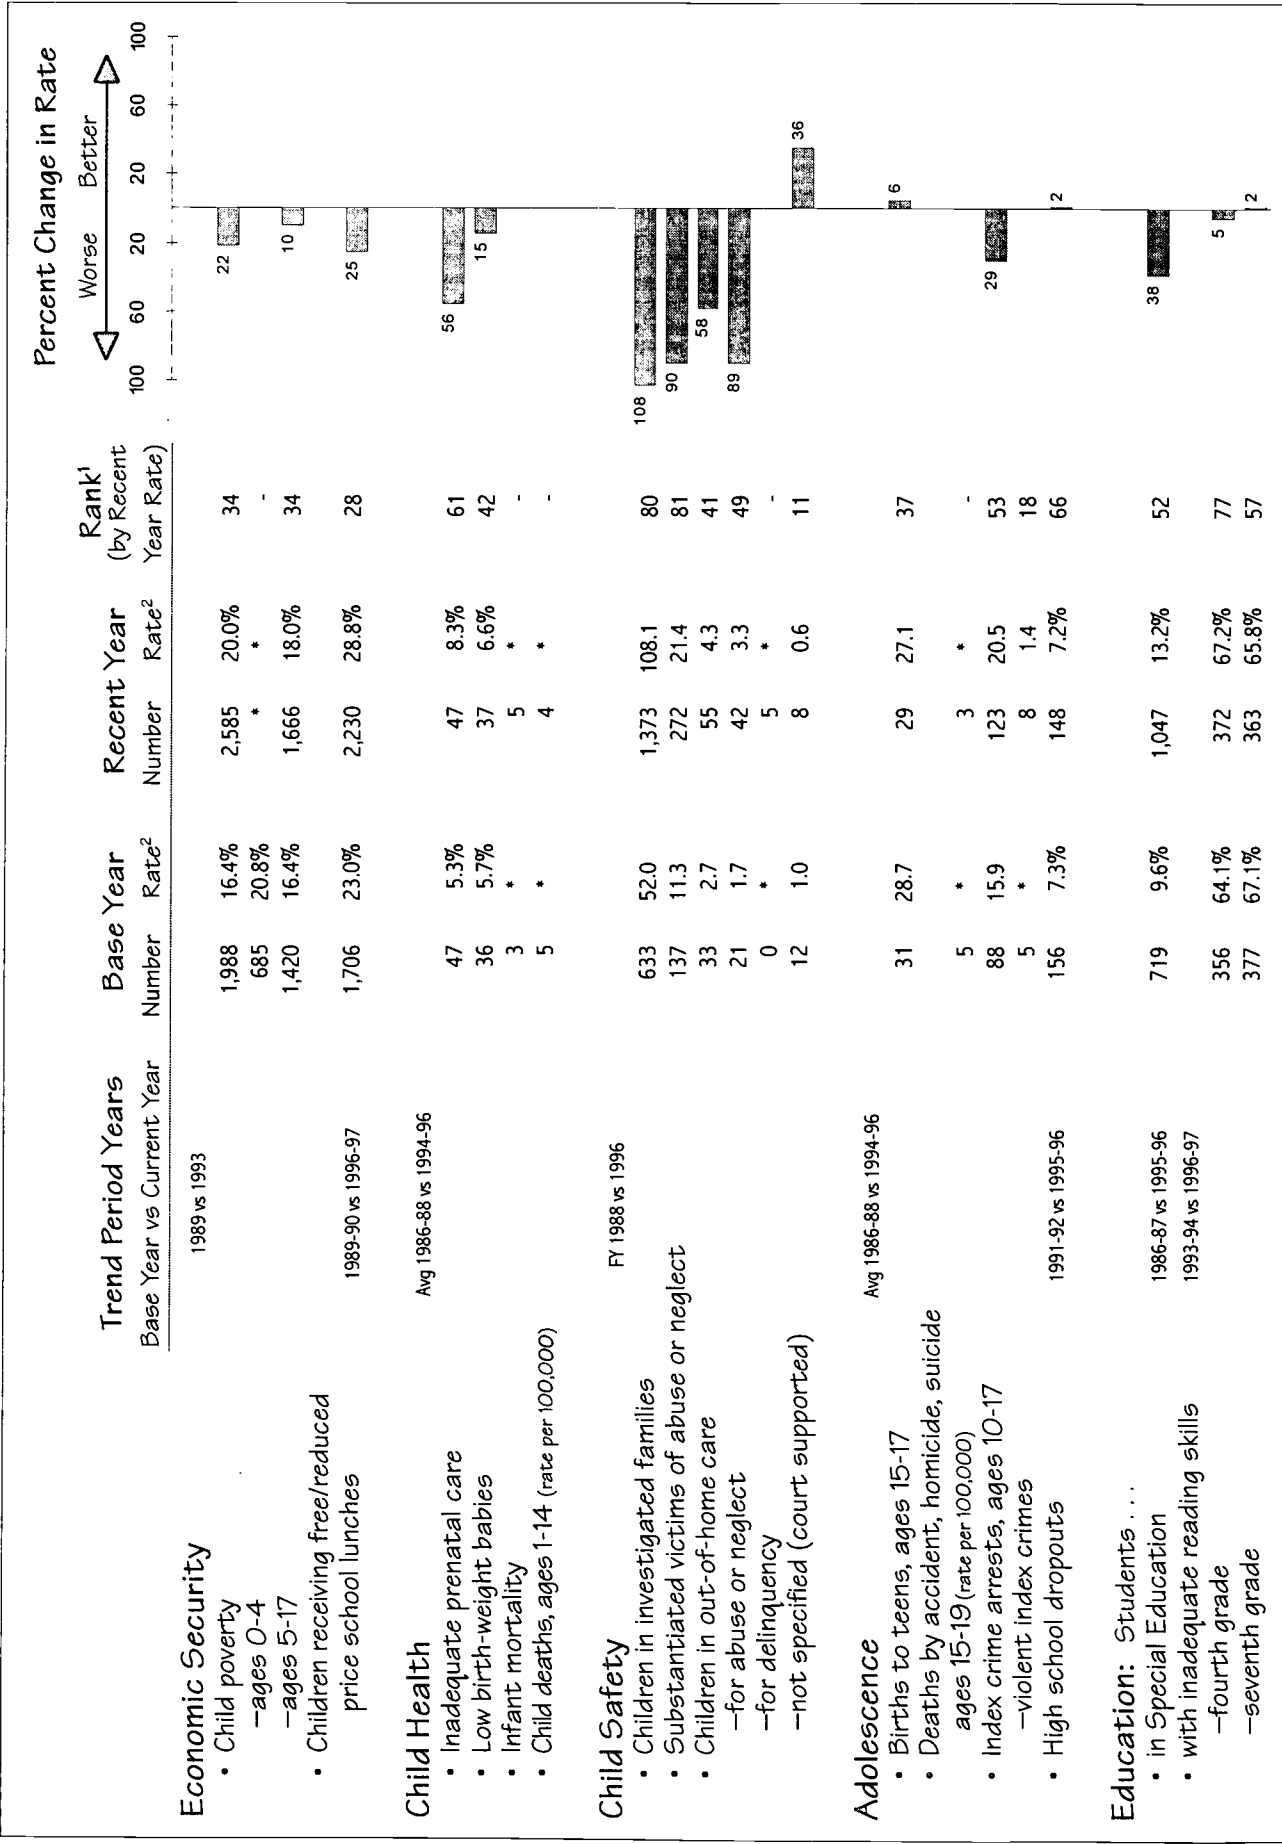 Percent Change in Rate
Worse Better
Trend Period Years Base Year Recent Year Rank¹
(by Recent
Base Year vs Current Year Number Rate² Number Rate² Year Rate) 100 60 20 20 60 100
Economic Security
• Child poverty 1989 vs 1993 1,988 16.4% 2,585 20.0% 34 22
–ages 0-4 685 20.8% * * -
–ages 5-17 1,420 16.4% 1,666 18.0% 34 10
• Children receiving free/reduced
price school lunches 1989-90 vs 1996-97 1,706 23.0% 2,230 28.8% 28 25
Child Health Avg 1986-88 vs 1994-96
• Inadequate prenatal care 47 5.3% 47 8.3% 61 56
• Low birth-weight babies 36 5.7% 37 6.6% 42 15
• Infant mortality 3 * 5 * -
• Child deaths, ages 1-14 (rate per 100,000) 5 * 4 * -
Child Safety FY 1988 vs 1996
• Children in investigated families 633 52.0 1,373 108.1 80 108
• Substantiated victims of abuse or neglect 137 11.3 272 21.4 81 90
• Children in out-of-home care 33 2.7 55 4.3 41 58
–for abuse or neglect 21 1.7 42 3.3 49 89
–for delinquency 0 * 5 * -
–not specified (court supported) 12 1.0 8 0.6 11 36
Adolescence Avg 1986-88 vs 1994-96
• Births to teens, ages 15-17 31 28.7 29 27.1 37 6
• Deaths by accident, homicide, suicide
ages 15-19 (rate per 100,000) 5 * 3 * -
• Index crime arrests, ages 10-17 88 15.9 123 20.5 53 29
–violent index crimes 5 * 8 1.4 18
• High school dropouts 1991-92 vs 1995-96 156 7.3% 148 7.2% 66 2
Education: Students . . . .
• in Special Education 1986-87 vs 1995-96 719 9.6% 1,047 13.2% 52 38
• with inadequate reading skills 1993-94 vs 1996-97
–fourth grade 356 64.1% 372 67.2% 77 5
–seventh grade 377 67.1% 363 65.8% 57 2